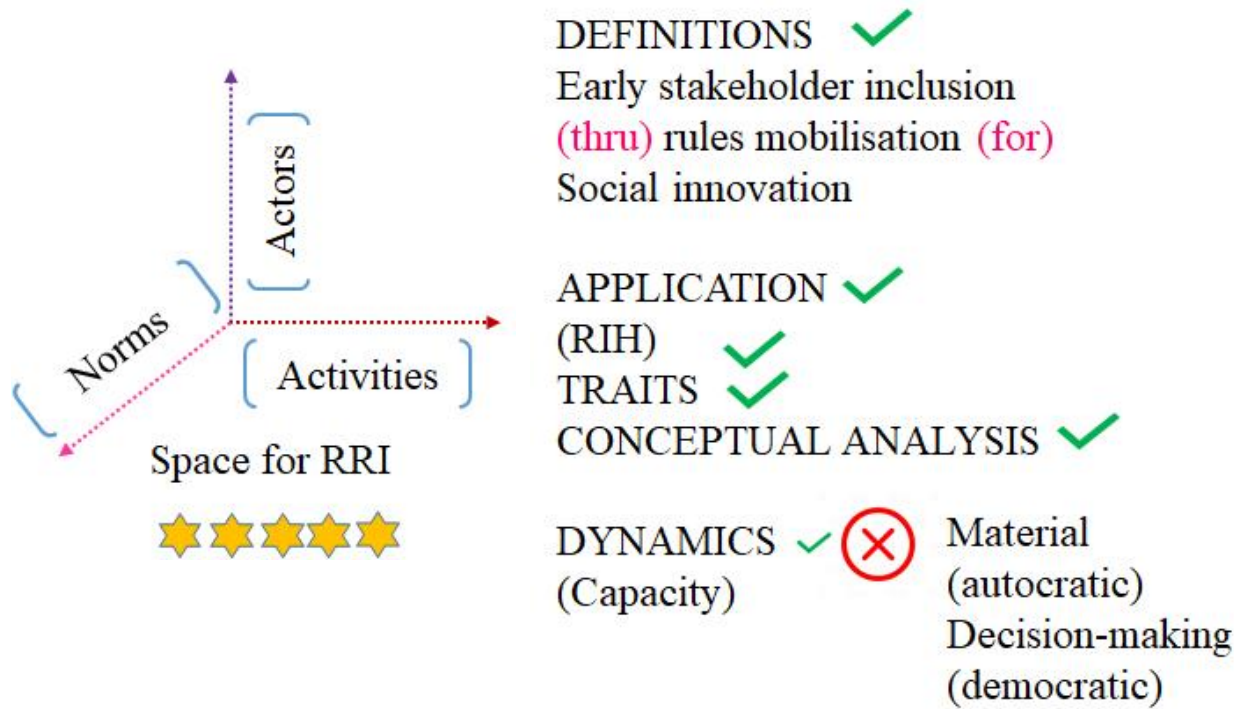 Actors
Norms
Activities
Space for RRI
DEFINITIONS
Early stakeholder inclusion
(thru) rules mobilisation (for)
Social innovation
APPLICATION
(RIH)
TRAITS
CONCEPTUAL ANALYSIS
DYNAMICS
(Capacity)
Material
(autocratic)
Decision-making
(democratic)